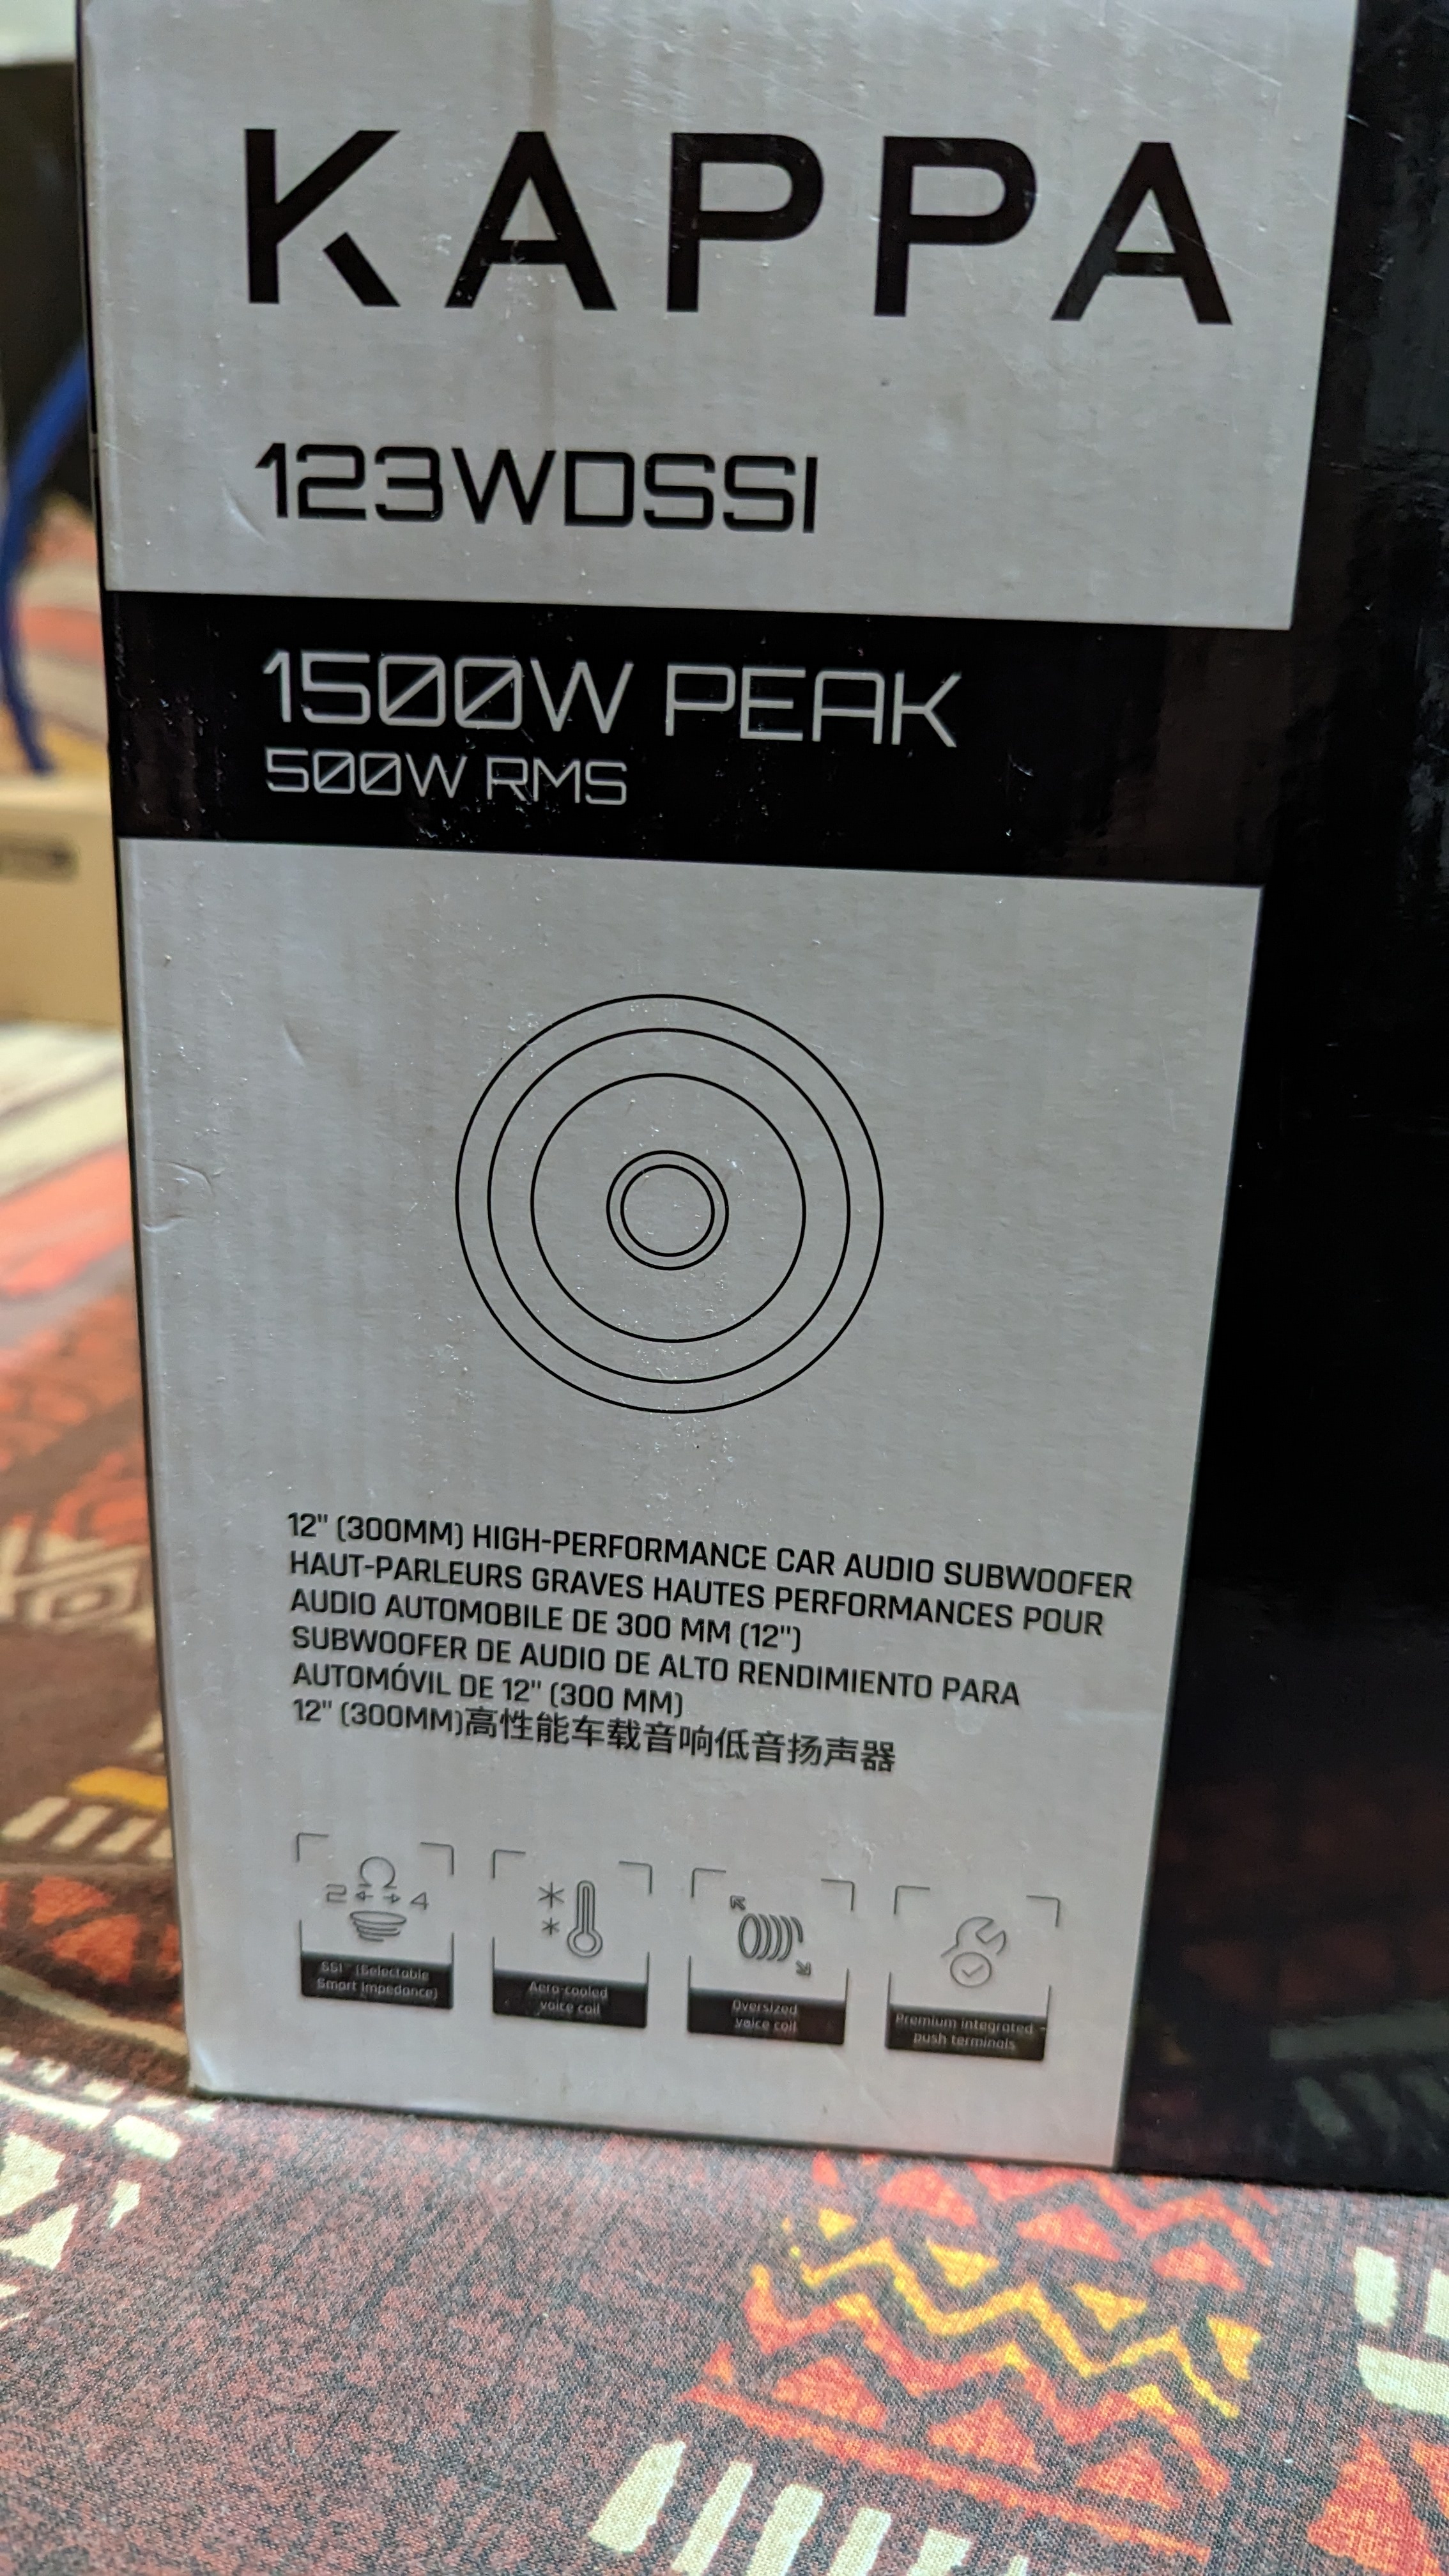 KAPPA
123WDSSI
1500W PEAK
500W RMS
12" (300MM) HIGH-PERFORMANCE CAR AUDIO SUBWOOFER
HAUT-PARLEURS GRAVES HAUTES PERFORMANCES POUR
AUDIO AUTOMOBILE DE 300 MM (12")
SUBWOOFER DE AUDIO DE ALTO RENDIMIENTO PARA
AUTOMÓVIL DE 12" (300 MM)
12" (300MM)高性能车载音响低音扬声器
Ω
2 4
SSI™ (Selectable
Smart Impedance)
Aero-cooled
voice coil
Oversized
voice coil
Premium integrated
push terminals